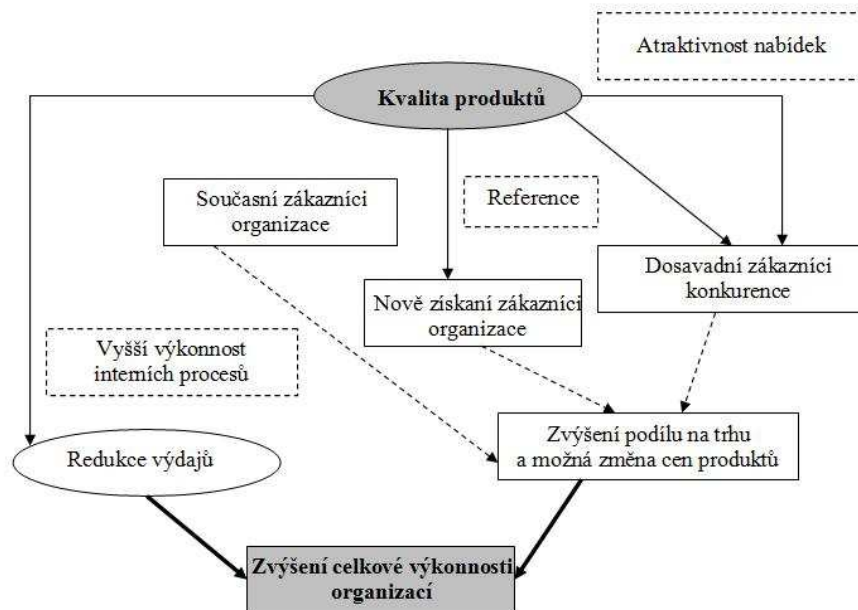 Atraktivnost nabídek
Kvalita produktů
Současní zákazníci
organizace
Reference
Dosavadní zákazníci
konkurence
Nově získaní zákazníci
organizace
Vyšší výkonnost
interních procesů
Zvýšení podílu na trhu
a možná změna cen produktů
Redukce výdajů
Zvýšení celkové výkonnosti
organizací